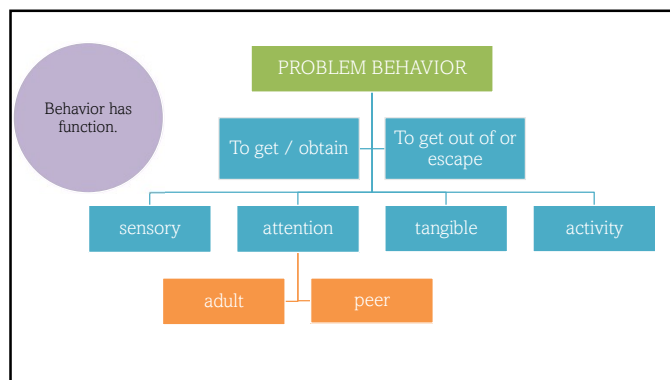 PROBLEM BEHAVIOR
Behavior has
function.
To get / obtain
To get out of or
escape
sensory
attention
tangible
activity
adult
peer